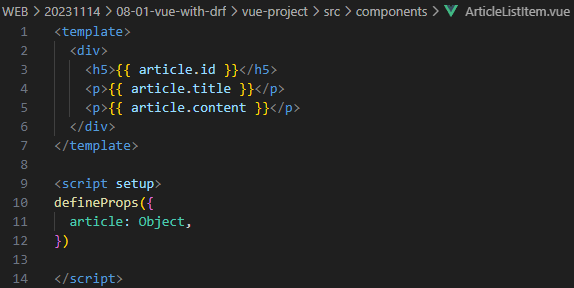 WEB > 20231114 > 08-01-vue-with-drf > vue-project > src > components > ArticleListItem.vue
1 <template>
2   <div>
3     <h5>{{ article.id }}</h5>
4     <p>{{ article.title }}</p>
5     <p>{{ article.content }}</p>
6   </div>
7 </template>
8
9 <script setup>
10 defineProps({
11   article: Object,
12 })
13
14 </script>